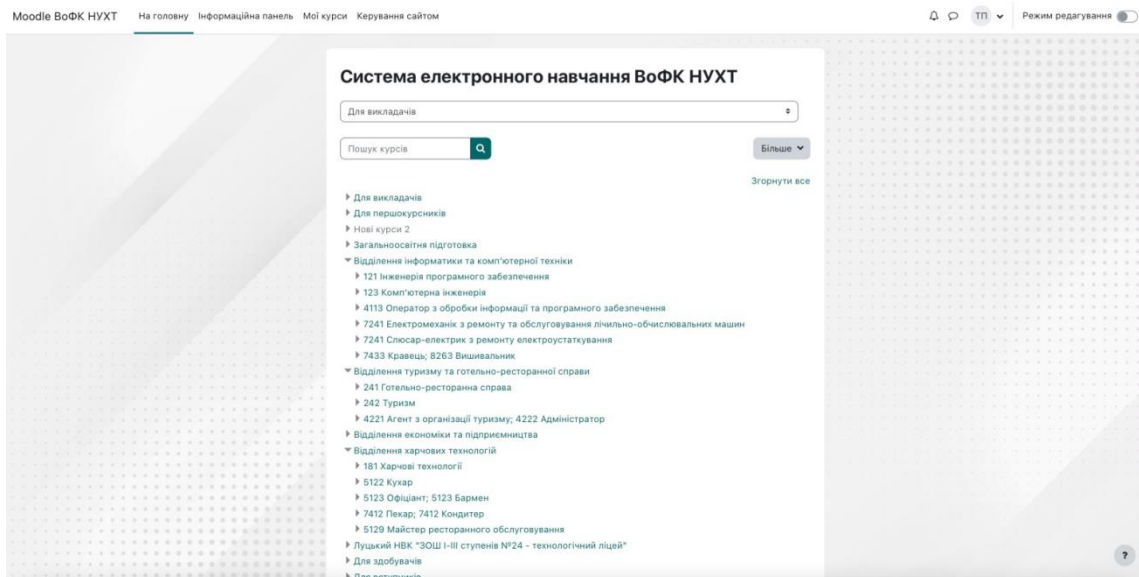 Moodle ВоФК НУХТ На головну Інформаційна панель Мої курси Керування сайтом ТП Режим редагування
Система електронного навчання ВоФК НУХТ
Для викладачів
Пошук курсів Більше
Згорнути все
Для викладачів
Для першокурсників
Нові курси 2
Загальноосвітня підготовка
Відділення інформатики та комп'ютерної техніки
121 Інженерія програмного забезпечення
123 Комп'ютерна інженерія
4113 Оператор з обробки інформації та програмного забезпечення
7241 Електромеханік з ремонту та обслуговування лічильно-обчислювальних машин
7241 Слюсар-електрик з ремонту електроустаткування
7433 Кравець; 8263 Вишивальник
Відділення туризму та готельно-ресторанної справи
241 Готельно-ресторанна справа
242 Туризм
4221 Агент з організації туризму; 4222 Адміністратор
Відділення економіки та підприємництва
Відділення харчових технологій
181 Харчові технології
5122 Кухар
5123 Офіціант; 5123 Бармен
7412 Пекар; 7412 Кондитер
5129 Майстер ресторанного обслуговування
Луцький НВК "ЗОШ І-ІІІ ступенів №24 - технологічний ліцей"
Для здобувачів
?
Для вступників